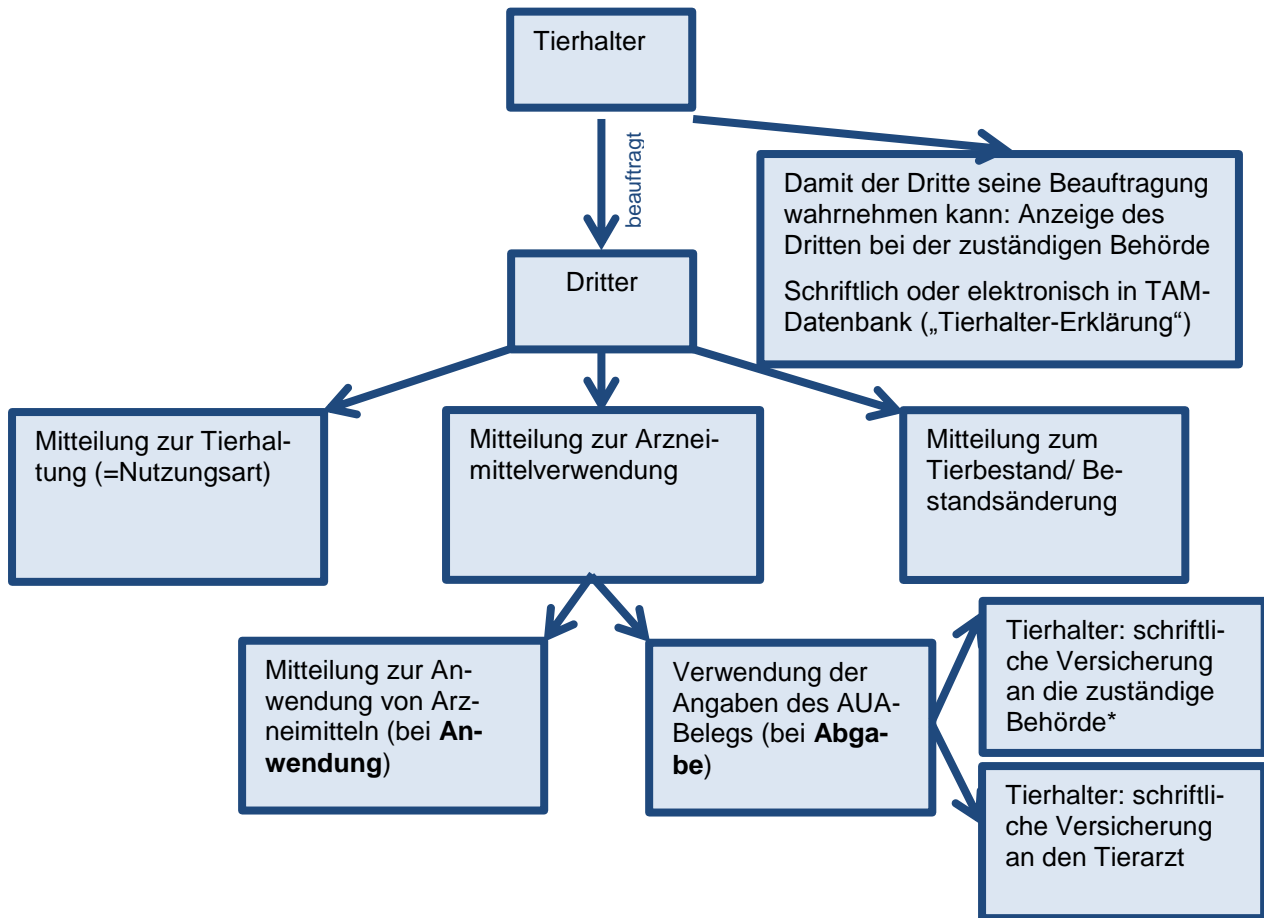 Tierhalter
beauftragt
Damit der Dritte seine Beauftragung
wahrnehmen kann: Anzeige des
Dritten bei der zuständigen Behörde
Schriftlich oder elektronisch in TAM-
Datenbank („Tierhalter-Erklärung“)
Dritter
Mitteilung zur Tierhal-
tung (=Nutzungsart)
Mitteilung zur Arznei-
mittelverwendung
Mitteilung zum
Tierbestand/ Be-
standsänderung
Mitteilung zur An-
wendung von Arz-
neimitteln (bei An-
wendung)
Verwendung der
Angaben des AUA-
Belegs (bei Abga-
be)
Tierhalter: schriftli-
che Versicherung
an die zuständige
Behörde*
Tierhalter: schriftli-
che Versicherung
an den Tierarzt